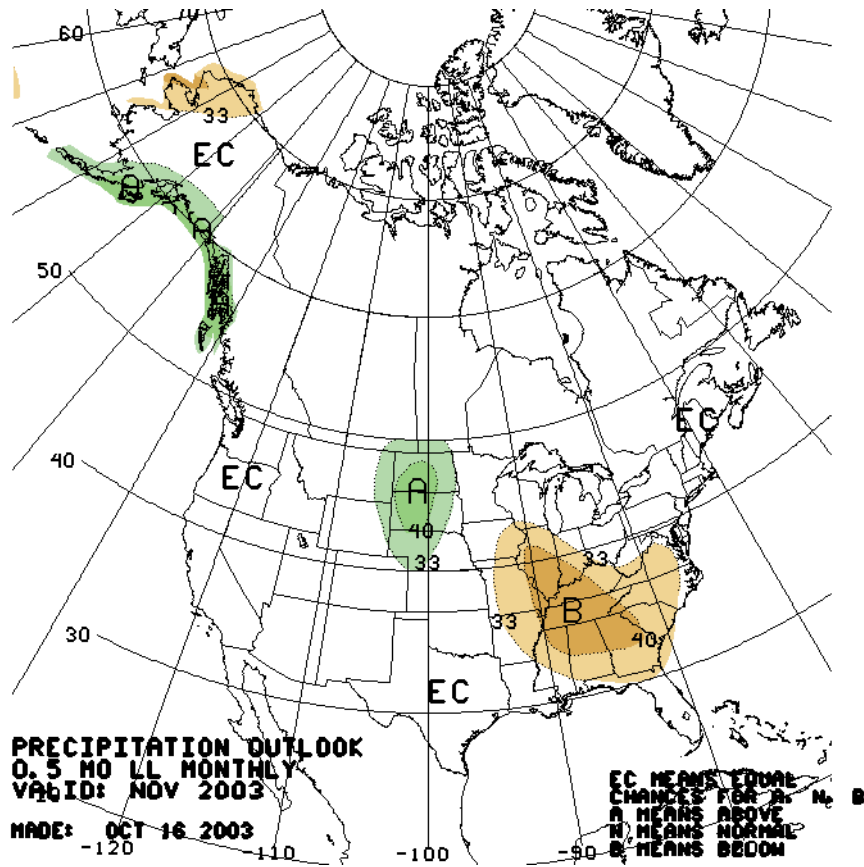 60
70
33
EC
A
A
50
EC
40
EC
A
40
33
33
B
33
40
30
EC
PRECIPITATION OUTLOOK
0.5 MO LL MONTHLY
VALID: NOV 2003
MADE: OCT 16 2003
EC MEANS EQUAL
CHANCES FOR A, N, B
A MEANS ABOVE
N MEANS NORMAL
B MEANS BELOW
-120
-110
-100
-90